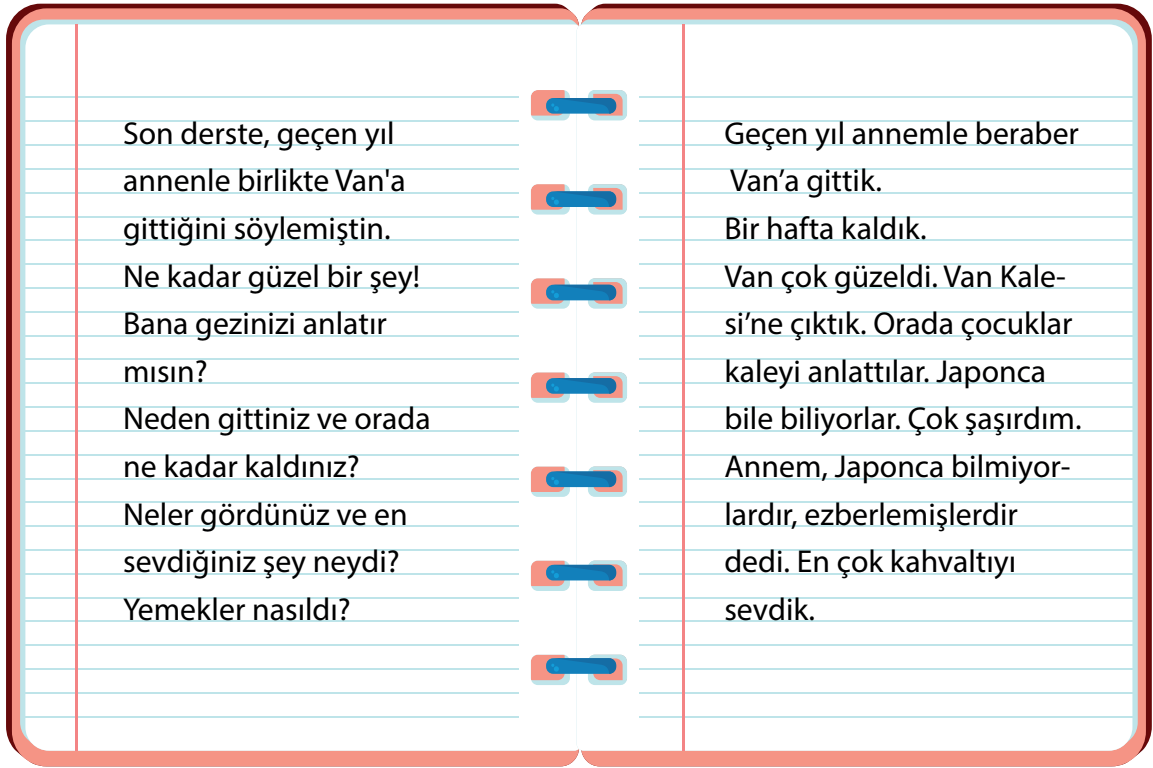 Son derste, geçen yıl
annenle birlikte Van'a
gittiğini söylemiştin.
Ne kadar güzel bir şey!
Bana gezinizi anlatır
mısın?
Neden gittiniz ve orada
ne kadar kaldınız?
Neler gördünüz ve en
sevdiğiniz şey neydi?
Yemekler nasıldı?
Geçen yıl annemle beraber
Van’a gittik.
Bir hafta kaldık.
Van çok güzeldi. Van Kale-
si’ne çıktık. Orada çocuklar
kaleyi anlattılar. Japonca
bile biliyorlar. Çok şaşırdım.
Annem, Japonca bilmiyor-
lardır, ezberlemişlerdir
dedi. En çok kahvaltıyı
sevdik.